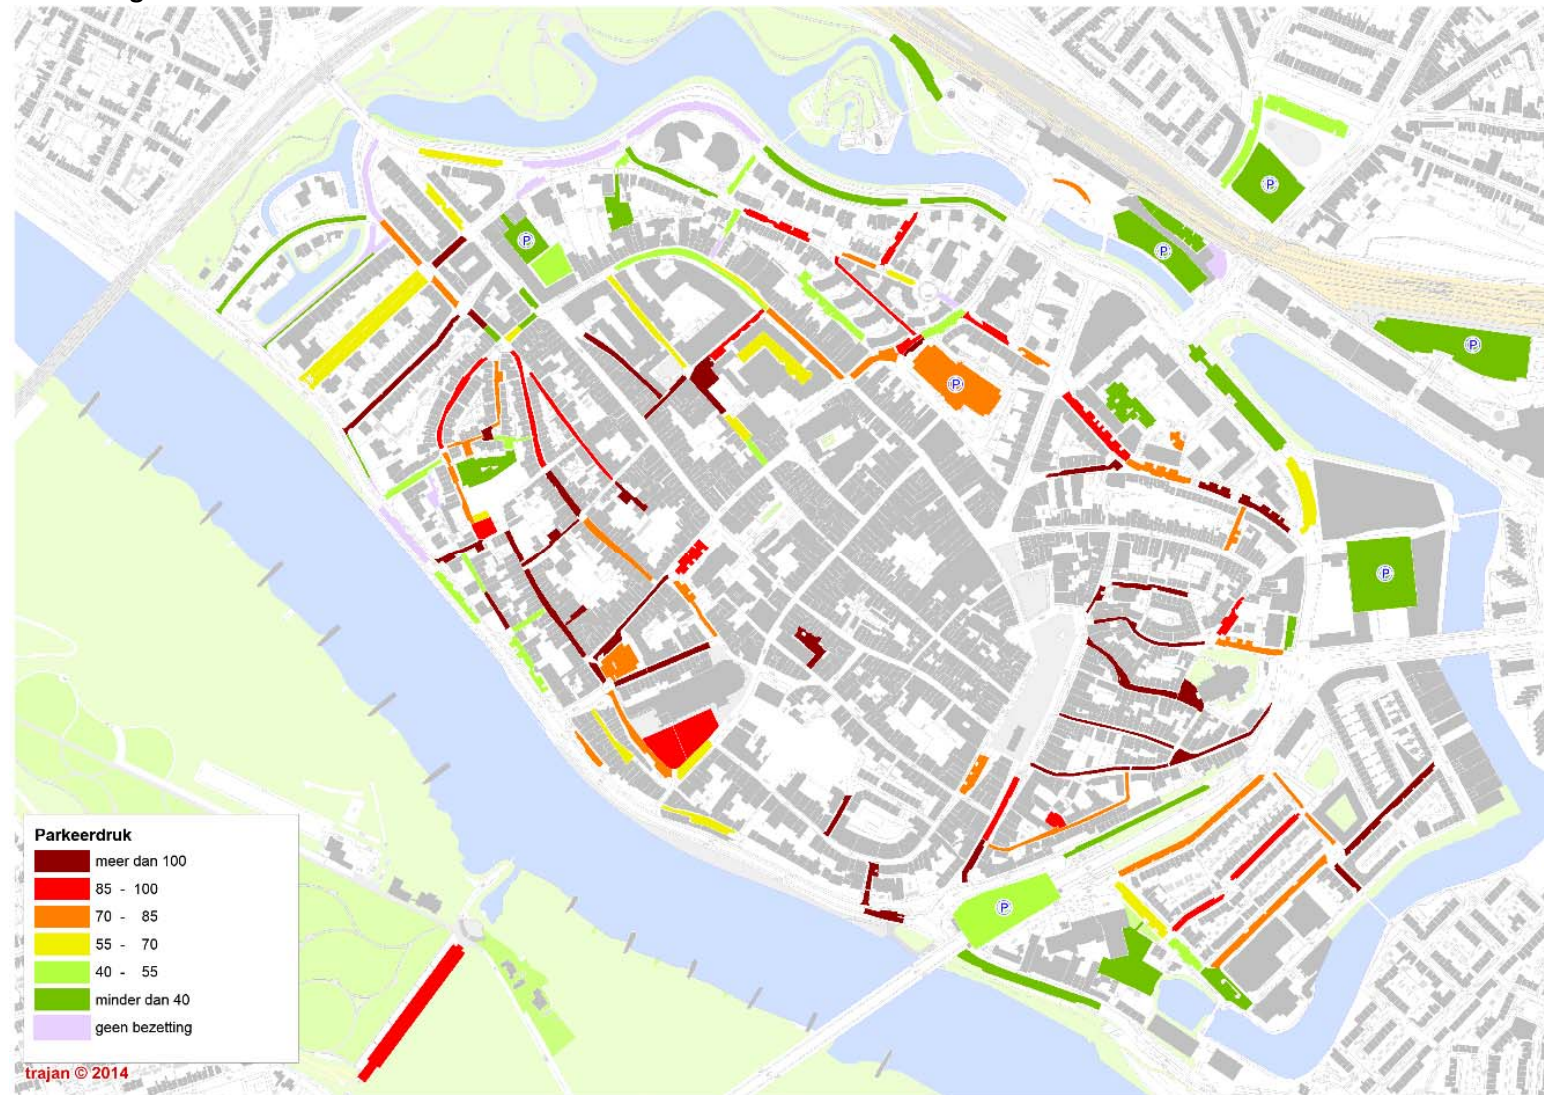 Parkeerdruk
meer dan 100
85 - 100
70 - 85
55 - 70
40 - 55
minder dan 40
geen bezetting
trajan © 2014
P
P
P
P
P
P
P